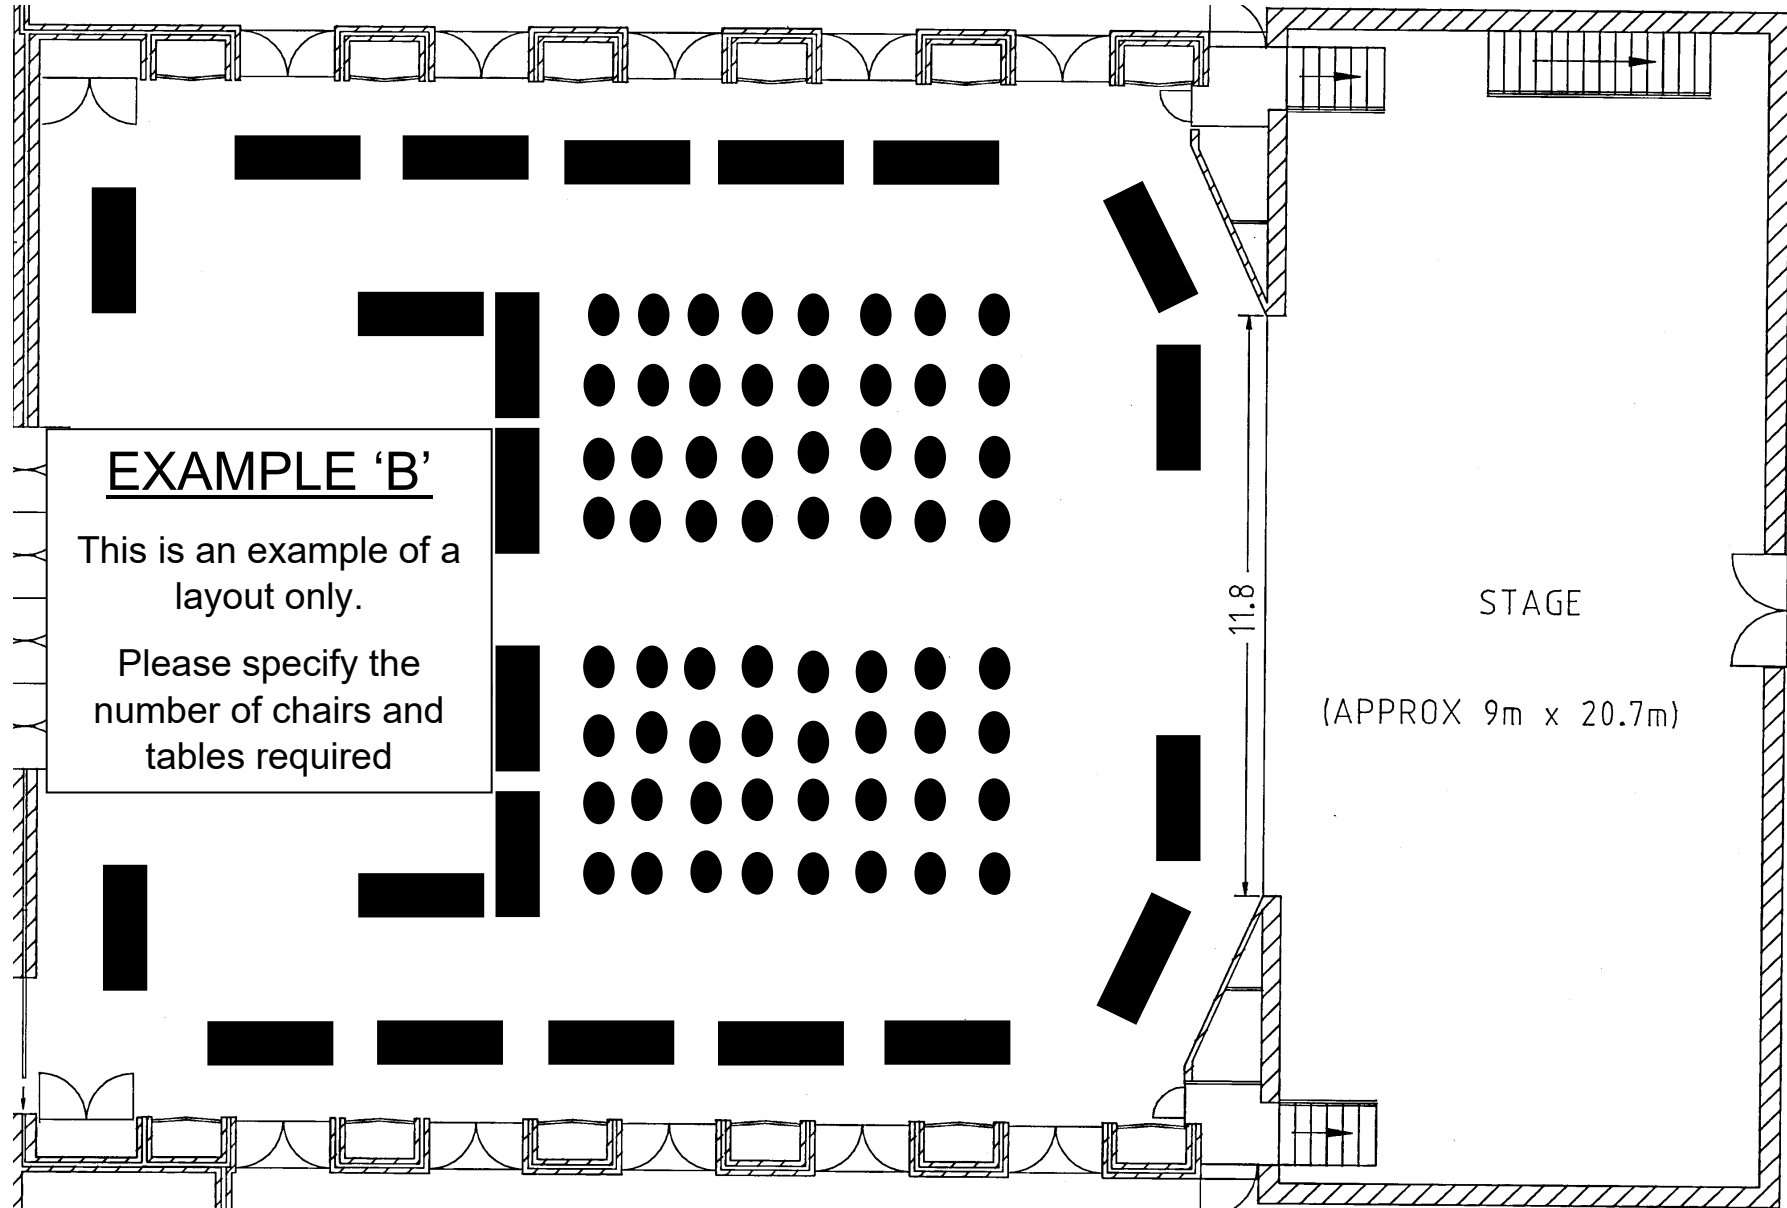 EXAMPLE ‘B’
This is an example of a
layout only.
Please specify the
number of chairs and
tables required
11.8
STAGE
(APPROX 9m x 20.7m)